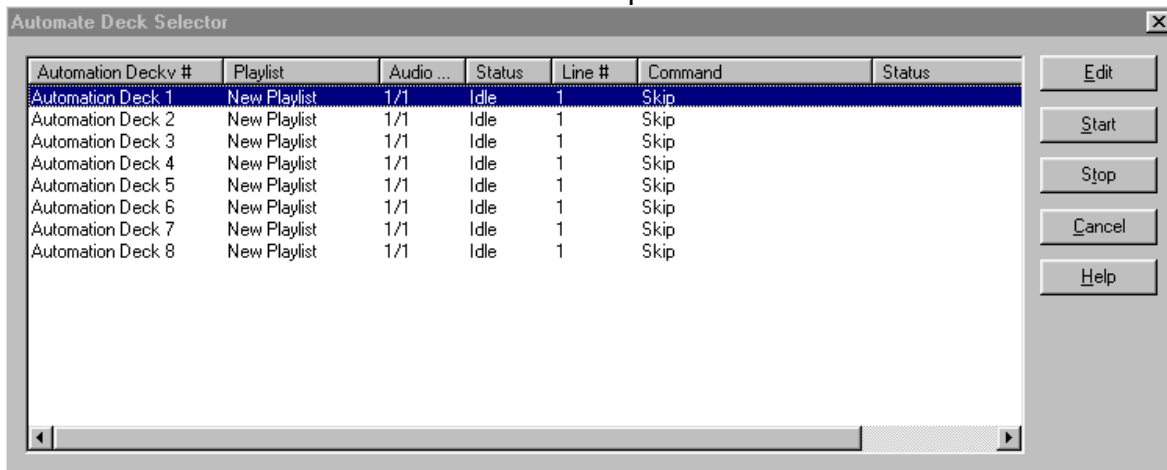 Automate Deck Selector
Automation Deckv # Playlist Audio ... Status Line # Command Status
Automation Deck 1 New Playlist 1/1 Idle 1 Skip
Automation Deck 2 New Playlist 1/1 Idle 1 Skip
Automation Deck 3 New Playlist 1/1 Idle 1 Skip
Automation Deck 4 New Playlist 1/1 Idle 1 Skip
Automation Deck 5 New Playlist 1/1 Idle 1 Skip
Automation Deck 6 New Playlist 1/1 Idle 1 Skip
Automation Deck 7 New Playlist 1/1 Idle 1 Skip
Automation Deck 8 New Playlist 1/1 Idle 1 Skip
Edit
Start
Stop
Cancel
Help